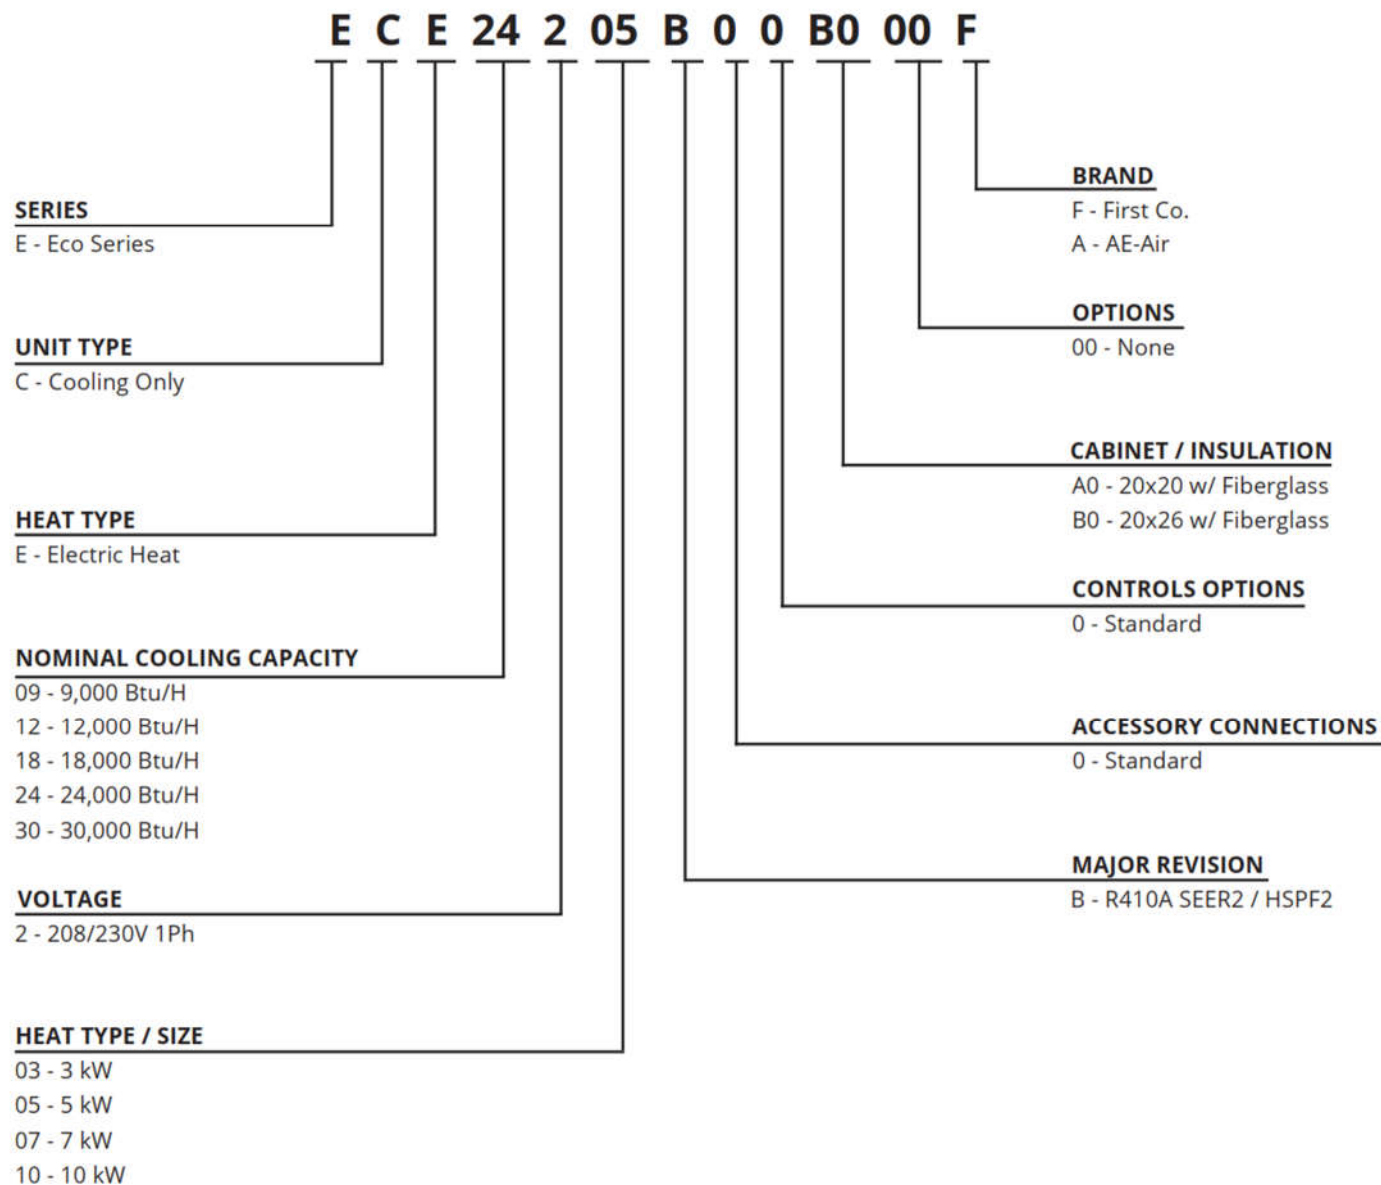 E C E 24 2 05 B 0 0 B0 00 F
SERIES
E - Eco Series
UNIT TYPE
C - Cooling Only
HEAT TYPE
E - Electric Heat
NOMINAL COOLING CAPACITY
09 - 9,000 Btu/H
12 - 12,000 Btu/H
18 - 18,000 Btu/H
24 - 24,000 Btu/H
30 - 30,000 Btu/H
VOLTAGE
2 - 208/230V 1Ph
HEAT TYPE / SIZE
03 - 3 kW
05 - 5 kW
07 - 7 kW
10 - 10 kW
BRAND
F - First Co.
A - AE-Air
OPTIONS
00 - None
CABINET / INSULATION
A0 - 20x20 w/ Fiberglass
B0 - 20x26 w/ Fiberglass
CONTROLS OPTIONS
0 - Standard
ACCESSORY CONNECTIONS
0 - Standard
MAJOR REVISION
B - R410A SEER2 / HSPF2